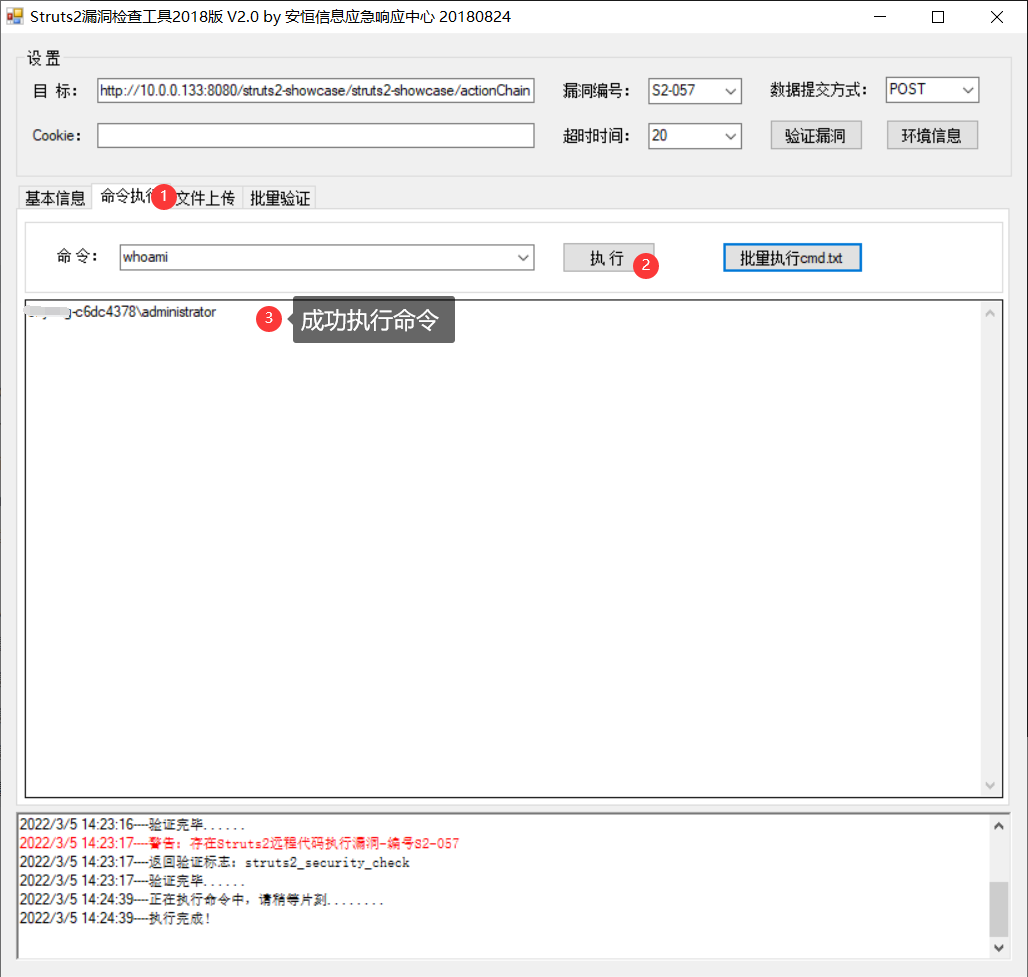 Struts2漏洞检查工具2018版 V2.0 by 安恒信息应急响应中心 20180824
设 置
目 标： http://10.0.0.133:8080/struts2-showcase/struts2-showcase/actionChain 漏洞编号： S2-057 数据提交方式： POST
Cookie： 超时时间： 20 验证漏洞 环境信息
基本信息 命令执行 1 文件上传 批量验证
命 令： whoami 执 行 2 批量执行cmd.txt
g-c6dc4378\administrator 3 成功执行命令
2022/3/5 14:23:16----验证完毕......
2022/3/5 14:23:17----警告：存在Struts2远程代码执行漏洞-编号S2-057
2022/3/5 14:23:17----返回验证标志：struts2_security_check
2022/3/5 14:23:17----验证完毕......
2022/3/5 14:24:39----正在执行命令中，请稍等片刻........
2022/3/5 14:24:39----执行完成！